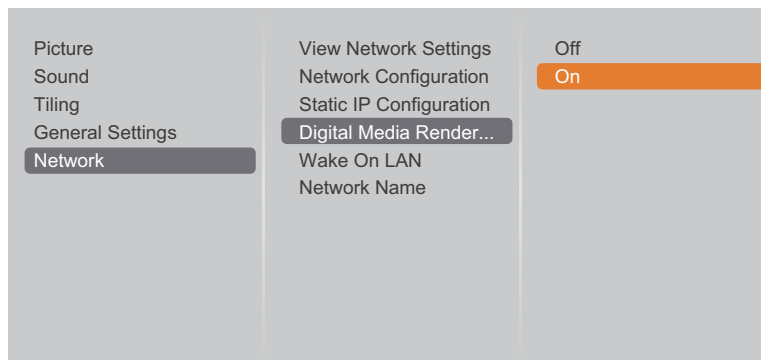 Picture
Sound
Tiling
General Settings
Network
View Network Settings
Network Configuration
Static IP Configuration
Digital Media Render...
Wake On LAN
Network Name
Off
On